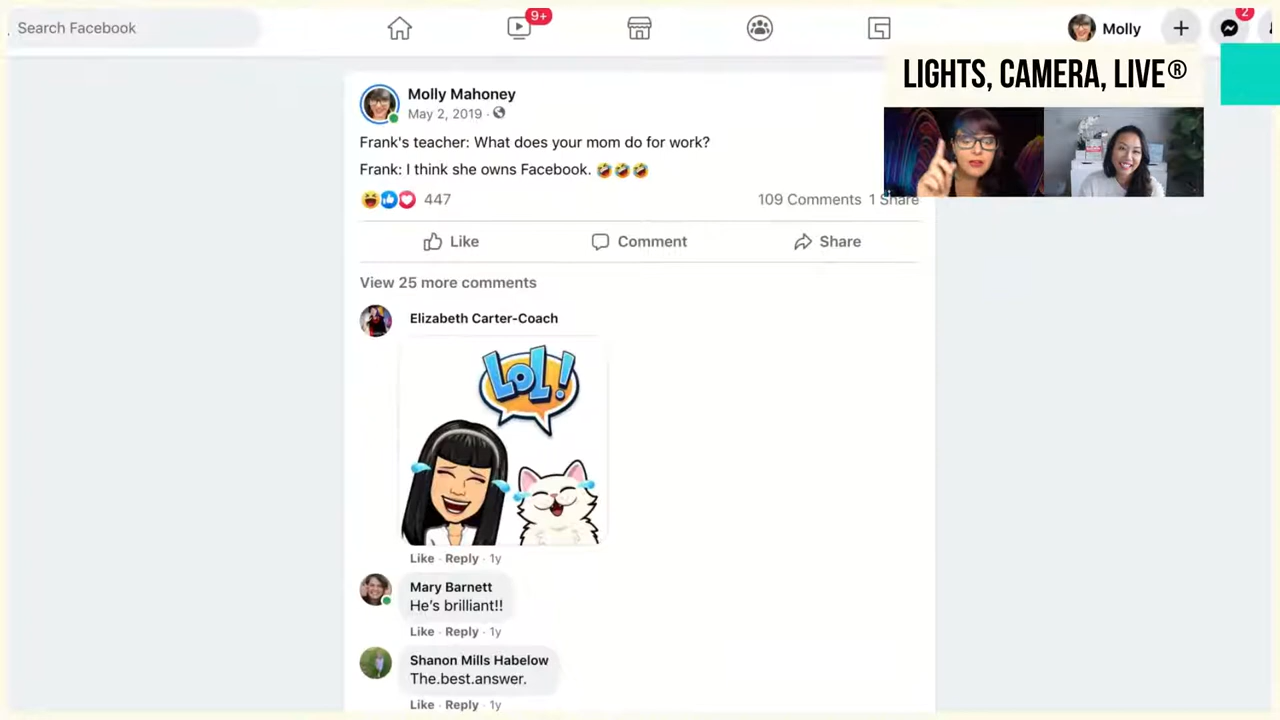 Search Facebook
9+
Molly
2
LIGHTS, CAMERA, LIVE®
Molly Mahoney
May 2, 2019 ·
Frank's teacher: What does your mom do for work?
Frank: I think she owns Facebook. 🤣🤣🤣
447
109 Comments 1 Share
Like
Comment
Share
View 25 more comments
Elizabeth Carter-Coach
LOL!
Like · Reply · 1y
Mary Barnett
He's brilliant!!
Like · Reply · 1y
Shanon Mills Habelow
The.best.answer.
Like · Reply · 1y